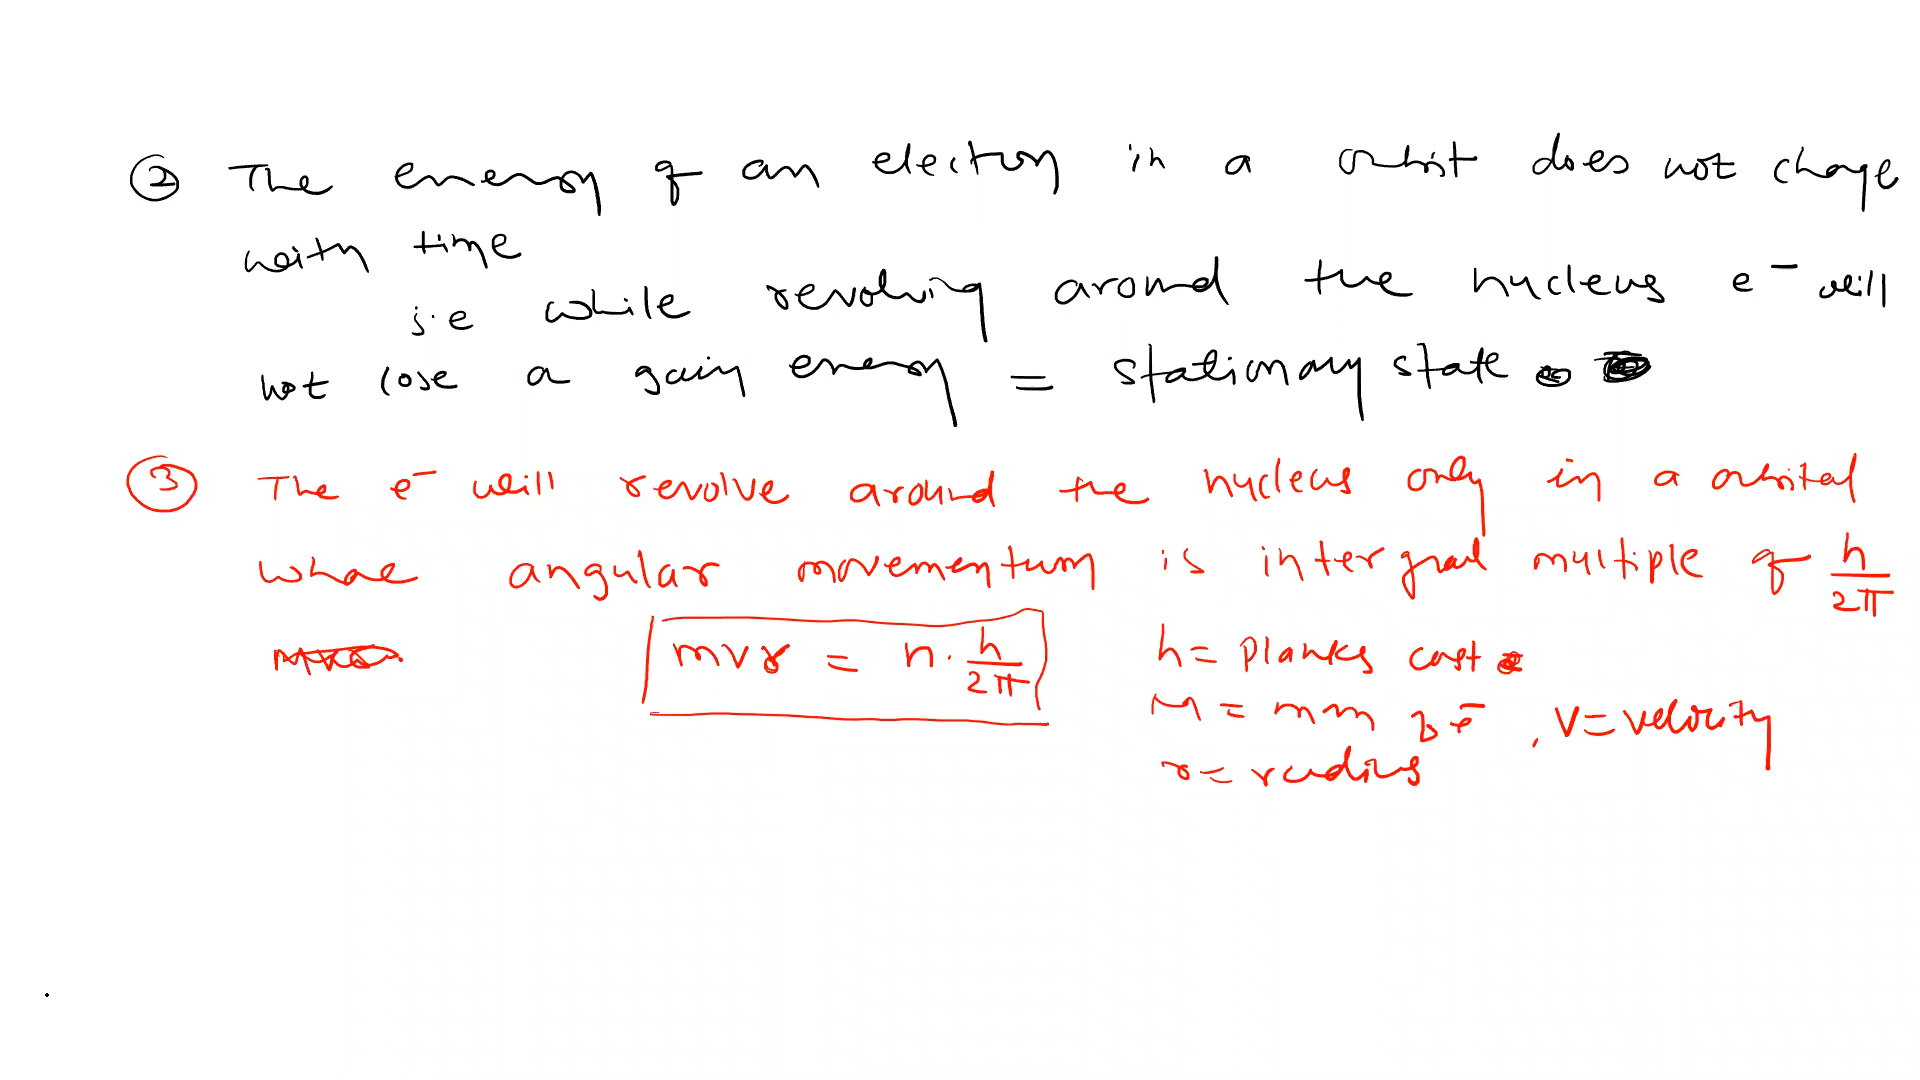 ② The energy of an electron in a orbit does not change
with time
i.e while revolving around the nucleus e⁻ will
not lose or gain energy = stationary state
③ The e⁻ will revolve around the nucleus only in a orbital
whose angular movementum is intergral multiple of h/2π
mvr = n. h/2π
h = planks cost
M = of e⁻, v = velocity
r = radius